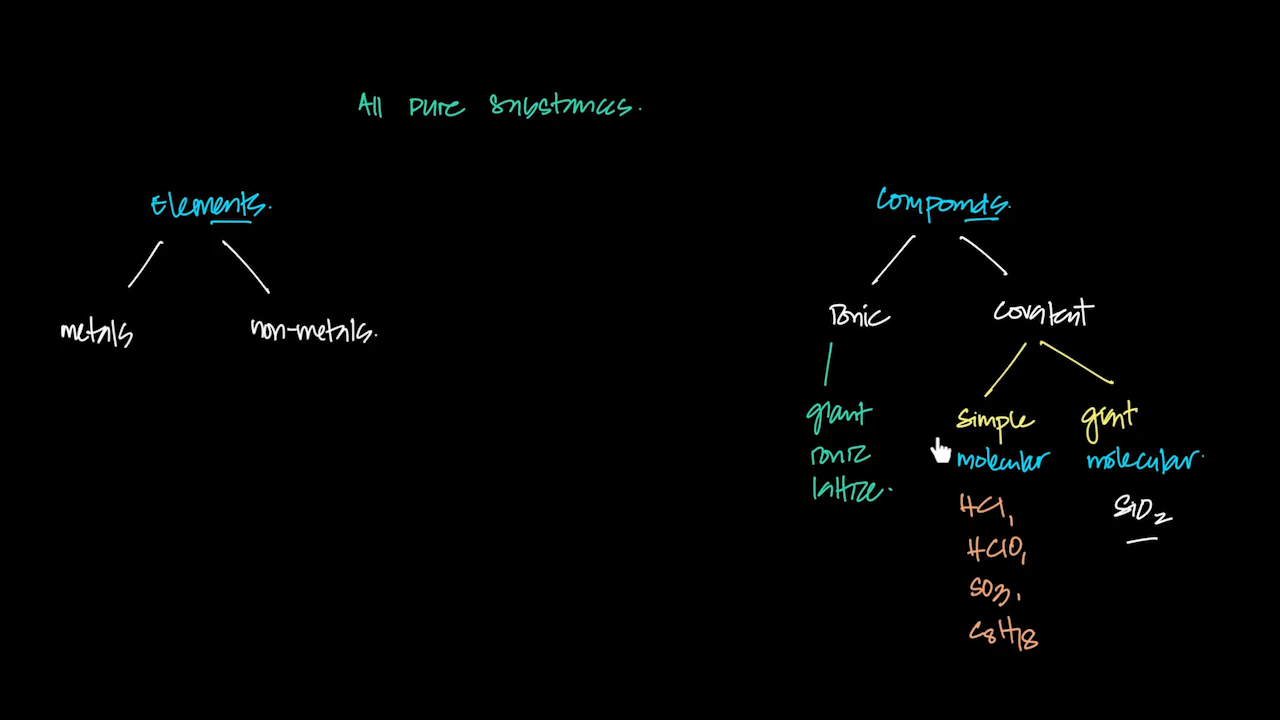 All pure substances.
Elements.
Compounds.
metals
non-metals.
Ionic
Covalent
giant
ionic
lattice.
simple
molecular
HCl,
HClO,
SO3,
C8H18
giant
molecular.
SiO2